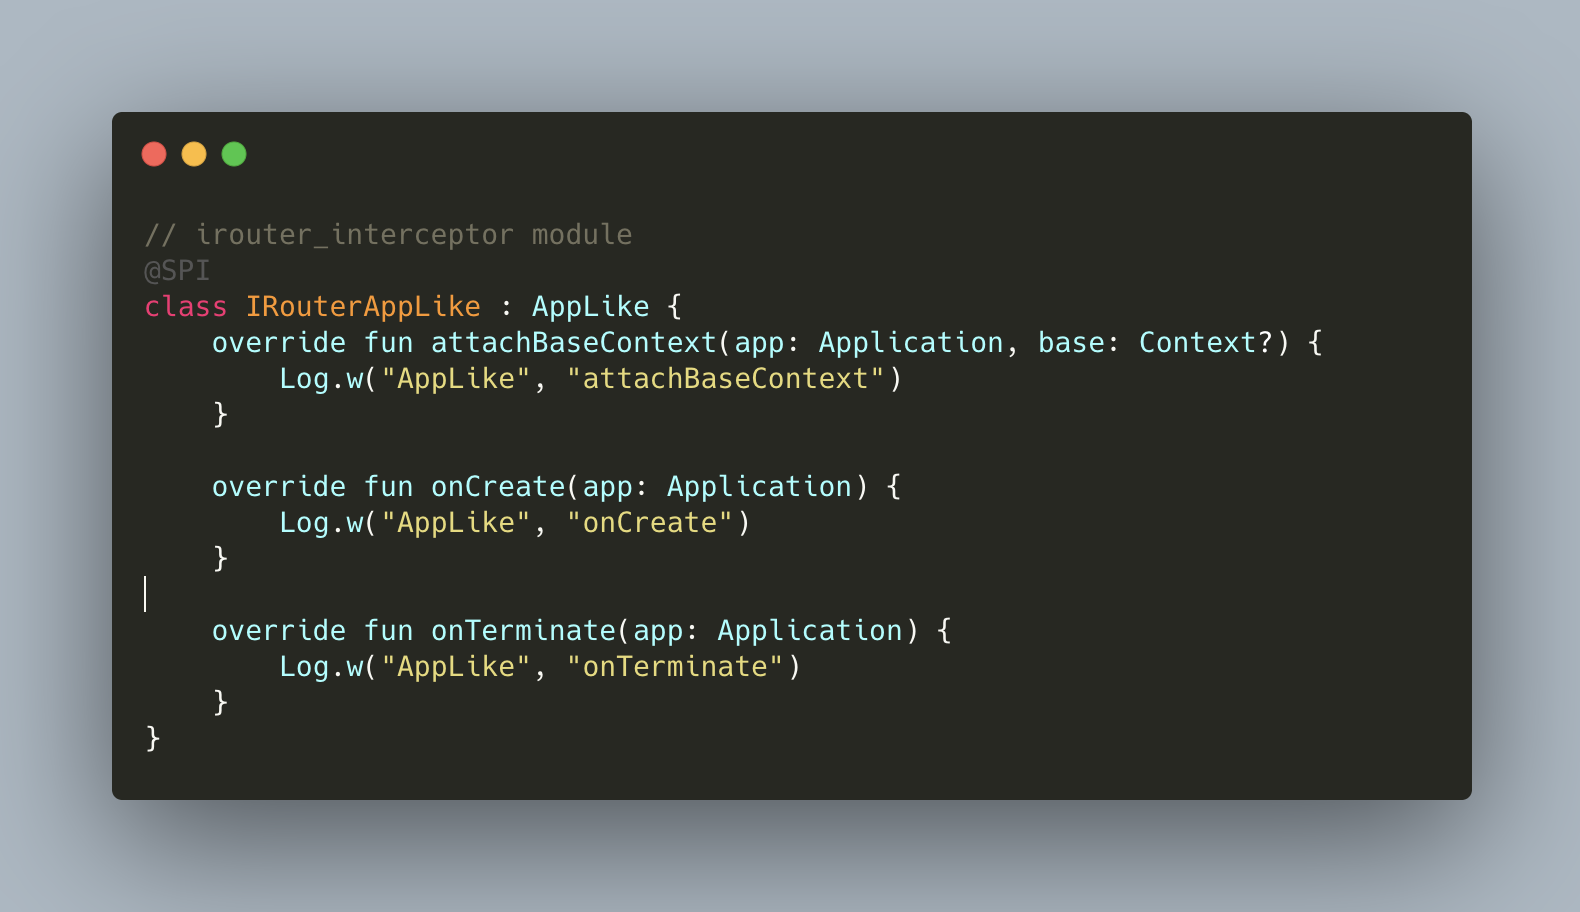 // irouter_interceptor module
@SPI
class IRouterAppLike : AppLike {
    override fun attachBaseContext(app: Application, base: Context?) {
        Log.w("AppLike", "attachBaseContext")
    }

    override fun onCreate(app: Application) {
        Log.w("AppLike", "onCreate")
    }

    override fun onTerminate(app: Application) {
        Log.w("AppLike", "onTerminate")
    }
}